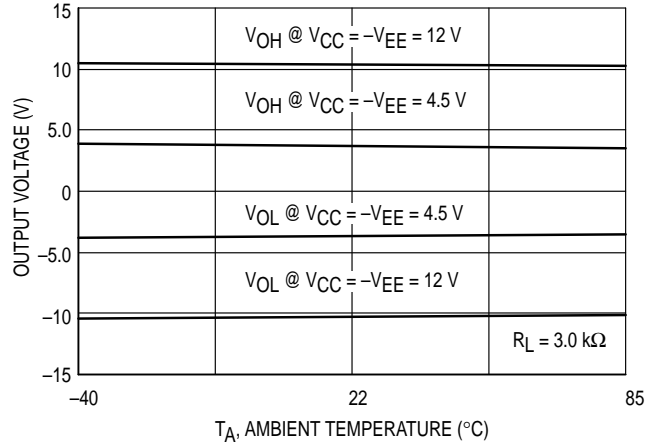 15
V_OH @ V_CC = –V_EE = 12 V
10
V_OH @ V_CC = –V_EE = 4.5 V
5.0
OUTPUT VOLTAGE (V)
0
V_OL @ V_CC = –V_EE = 4.5 V
–5.0
V_OL @ V_CC = –V_EE = 12 V
–10
R_L = 3.0 kΩ
–15
–40 22 85
T_A, AMBIENT TEMPERATURE (°C)